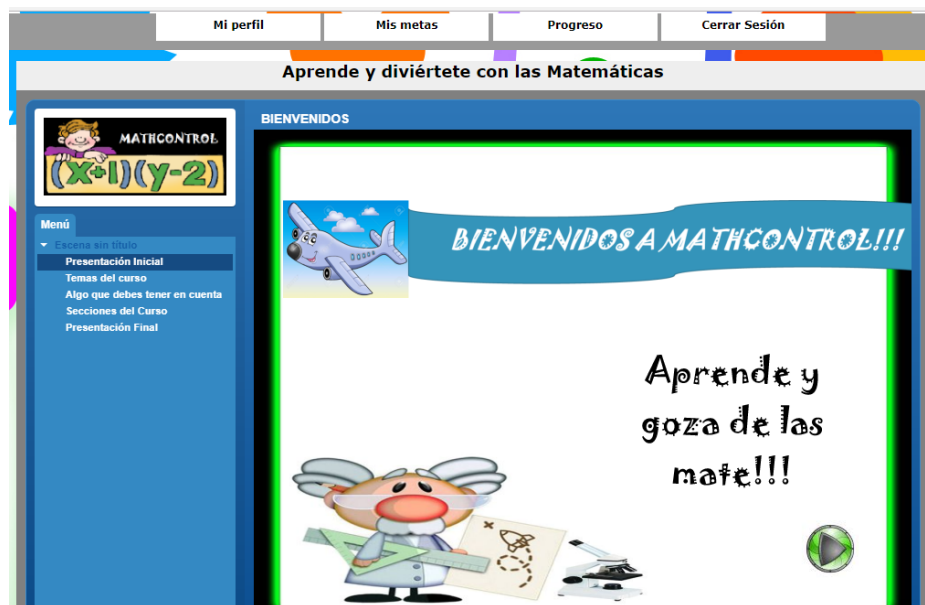 Mi perfil
Mis metas
Progreso
Cerrar Sesión
Aprende y diviértete con las Matemáticas
MATHCONTROL
(X+1)(y-2)
BIENVENIDOS
Menú
Escena sin título
Presentación Inicial
Temas del curso
Algo que debes tener en cuenta
Secciones del Curso
Presentación Final
BIENVENIDOS A MATHCONTROL!!!
Aprende y
goza de las
mate!!!